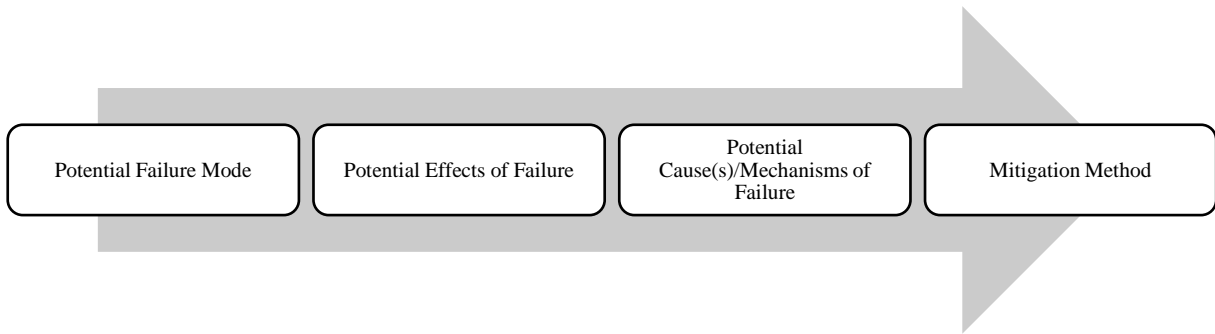 Potential Failure Mode
Potential Effects of Failure
Potential
Cause(s)/Mechanisms of
Failure
Mitigation Method